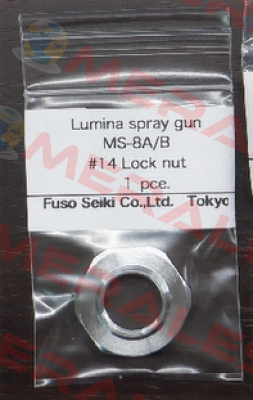 Lumina spray gun
MS-8A/B
#14 Lock nut
1 pce.
Fuso Seiki Co.,Ltd. Tokyo